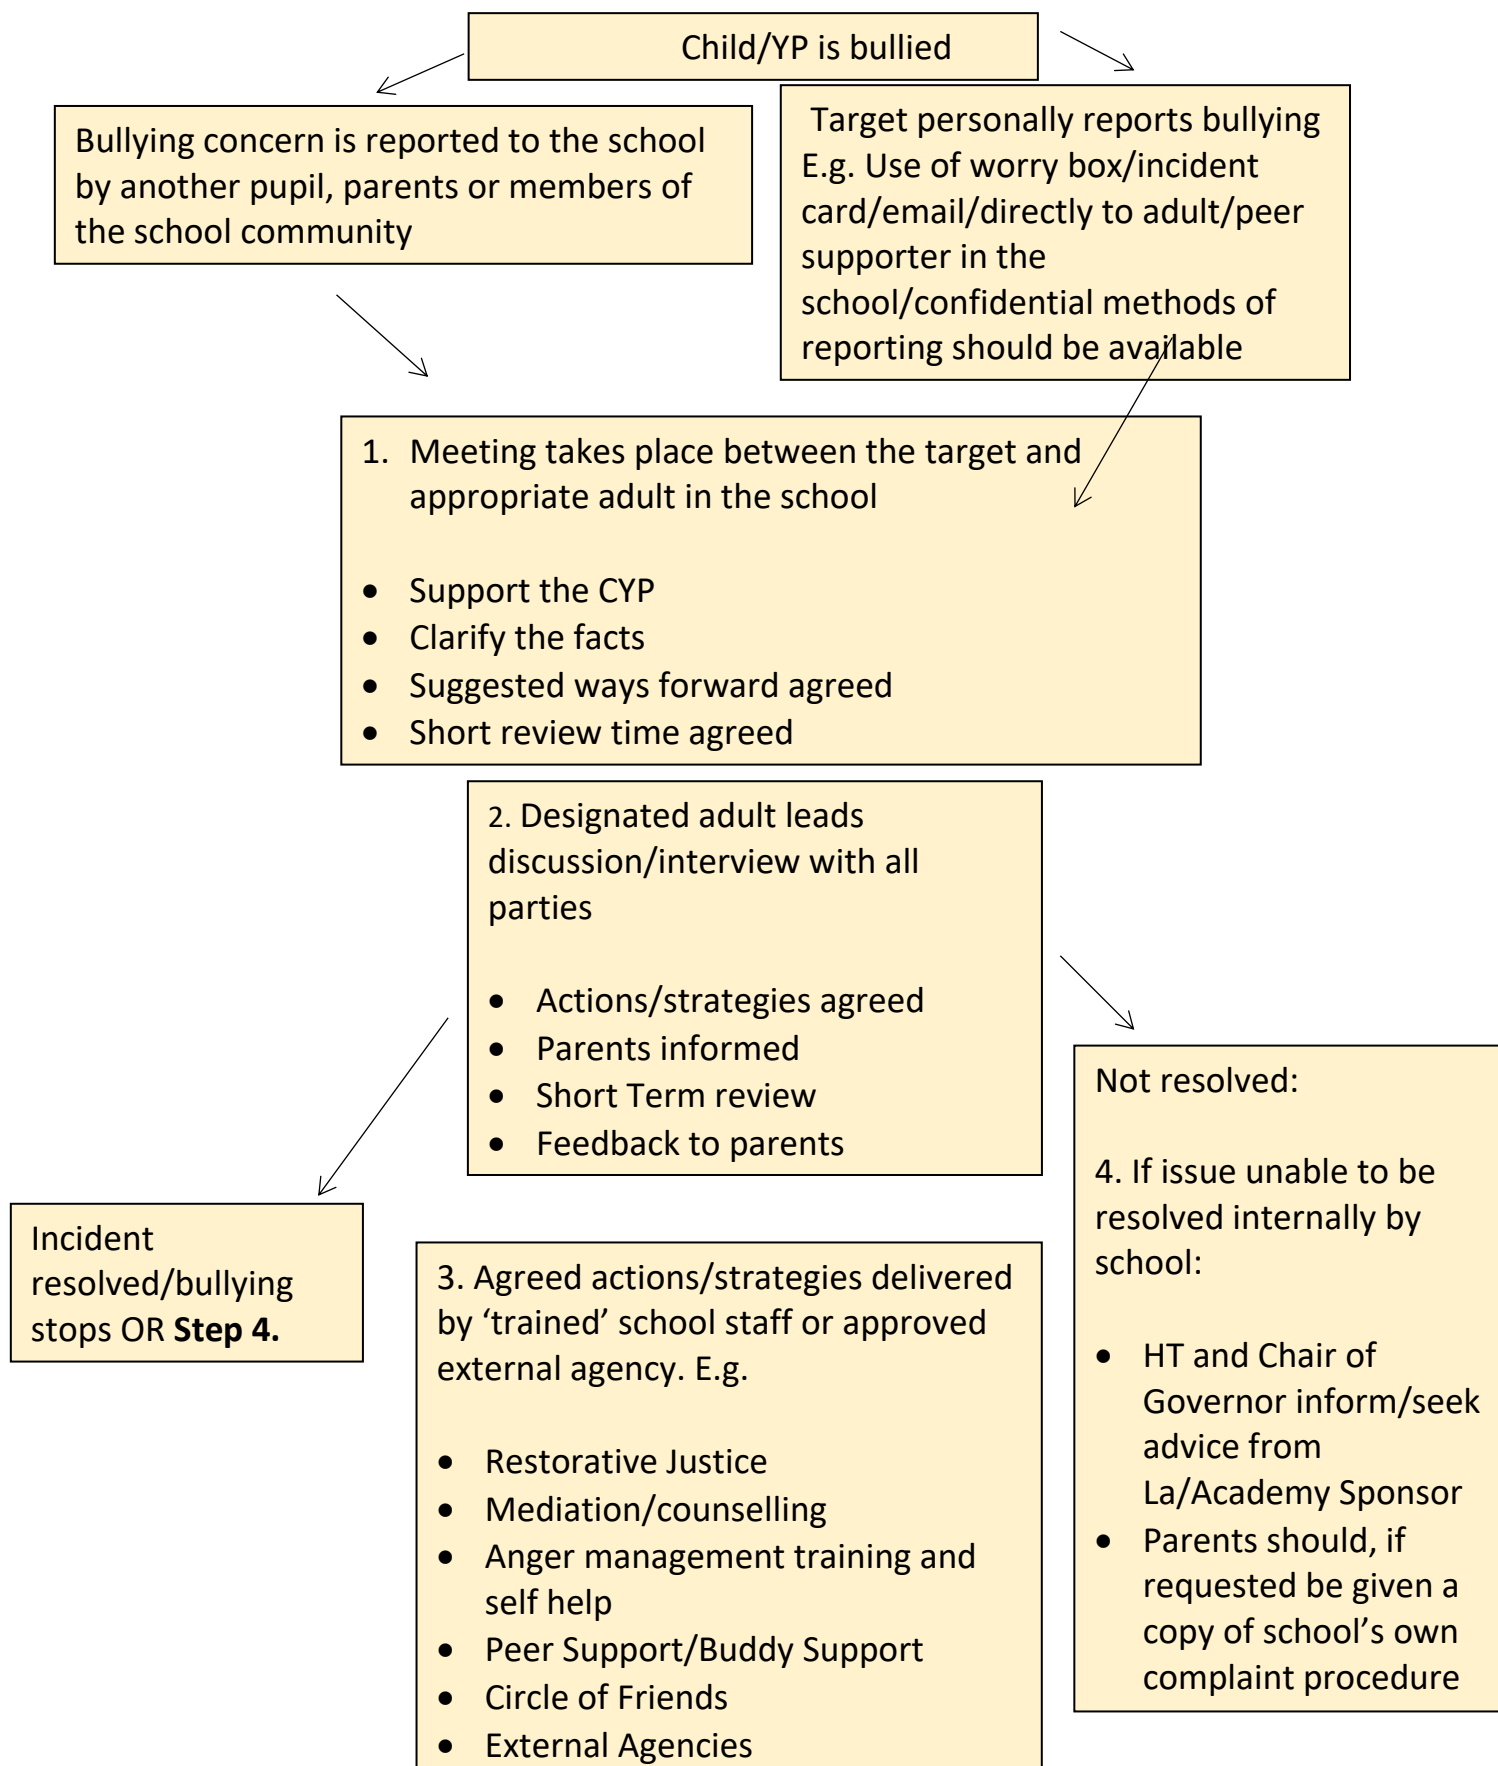 Child/YP is bullied
Bullying concern is reported to the school
by another pupil, parents or members of
the school community
Target personally reports bullying
E.g. Use of worry box/incident
card/email/directly to adult/peer
supporter in the
school/confidential methods of
reporting should be available
1. Meeting takes place between the target and
appropriate adult in the school
• Support the CYP
• Clarify the facts
• Suggested ways forward agreed
• Short review time agreed
2. Designated adult leads
discussion/interview with all
parties
• Actions/strategies agreed
• Parents informed
• Short Term review
• Feedback to parents
Incident
resolved/bullying
stops OR Step 4.
3. Agreed actions/strategies delivered
by ‘trained’ school staff or approved
external agency. E.g.
• Restorative Justice
• Mediation/counselling
• Anger management training and
self help
• Peer Support/Buddy Support
• Circle of Friends
• External Agencies
Not resolved:
4. If issue unable to be
resolved internally by
school:
• HT and Chair of
Governor inform/seek
advice from
La/Academy Sponsor
• Parents should, if
requested be given a
copy of school’s own
complaint procedure